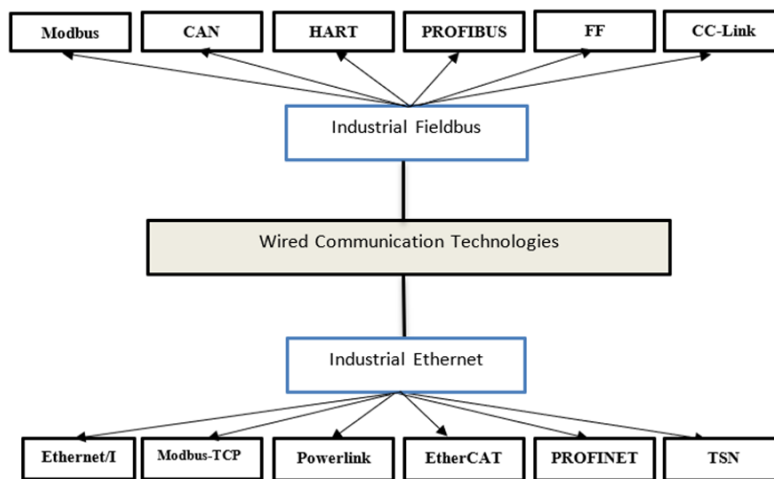 Modbus
CAN
HART
PROFIBUS
FF
CC-Link
Industrial Fieldbus
Wired Communication Technologies
Industrial Ethernet
Ethernet/I
Modbus-TCP
Powerlink
EtherCAT
PROFINET
TSN